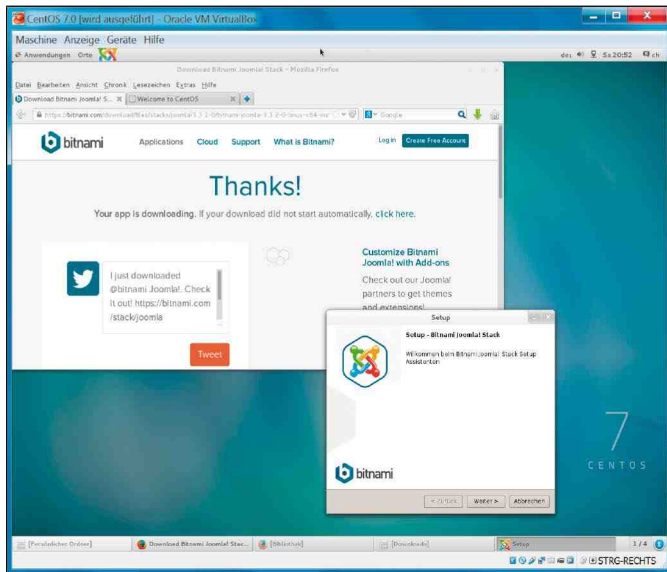 CentOS 7.0 [wird ausgeführt] - Oracle VM VirtualBox
Maschine Anzeige Geräte Hilfe
Anwendungen Orte
Sa 20:52
Download Bitnami Joomla! Stack - Mozilla Firefox
Datei Bearbeiten Ansicht Chronik Lesezeichen Extras Hilfe
Download Bitnami Joomla! S...
Welcome to CentOS
Google
bitnami
Applications Cloud Support What is Bitnami?
Log in
Create Free Account
Thanks!
Your app is downloading. If your download did not start automatically, click here.
I just downloaded
@bitnami Joomla!. Check
it out! https://bitnami.com
/stack/joomla
Tweet
Customize Bitnami
Joomla! with Add-ons
Check out our Joomla!
partners to get themes
and extensions!
Setup
Setup - Bitnami Joomla! Stack
Willkommen beim Bitnami Joomla! Stack Setup
Assistenten
bitnami
< Zurück
Weiter >
Abbrechen
7
CENTOS
[Persönlicher Ordner]
Download Bitnami Joomla! Stac...
[Bibliothek]
[Downloads]
Setup
1 / 4
STRG-RECHTS